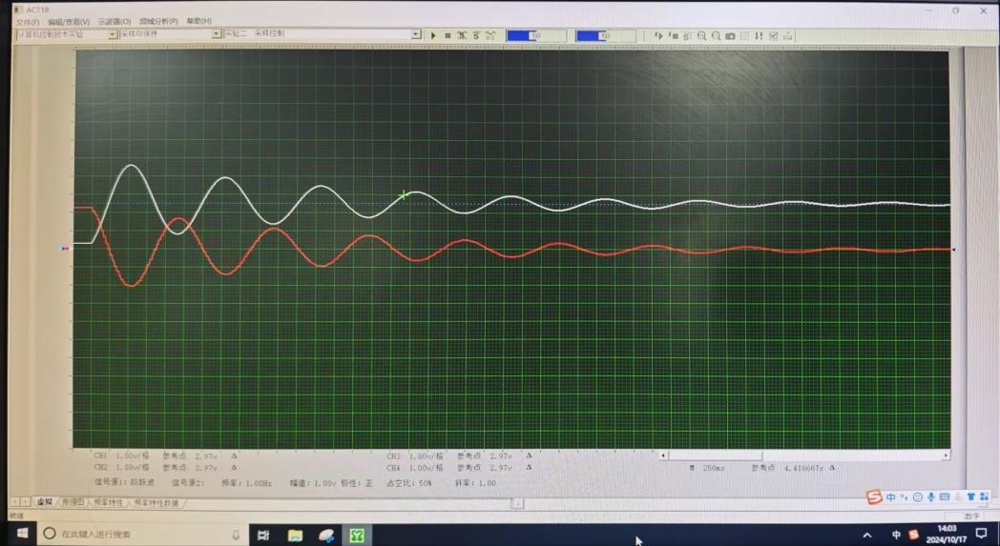 ACT18
文件(F) 编辑/查看(V) 示波器(O) 频域分析(P) 帮助(H)
计算机控制技术实验 采样与保持 实验二 采样控制 50 50
CH1 1.00v/格 参考点 2.97v Δ CH3 1.00v/格 参考点 2.97v Δ
CH2 1.00v/格 参考点 2.97v Δ CH4 1.00v/格 参考点 2.97v Δ M 250ms 参考点 4.416667s Δ
信号源1: 阶跃波 信号源2: 频率: 1.00Hz 幅值: 1.00v 极性: 正 占空比: 50% 斜率: 1.00
虚拟 原理图 频率特性 频率特性数据
就绪 数字
中
在此键入进行搜索 中 14:03
2024/10/17